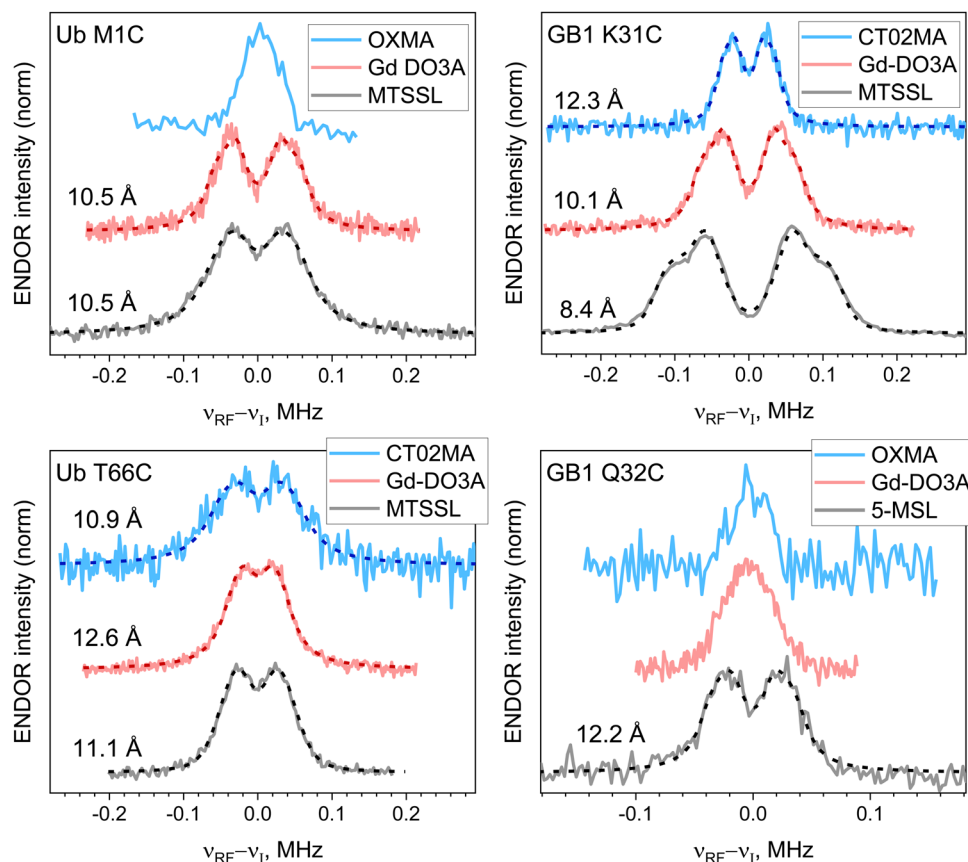 Ub M1C
OXMA
Gd DO3A
MTSSL
10.5 Å
10.5 Å
ENDOR intensity (norm)
-0.2 -0.1 0.0 0.1 0.2
νRF−νI, MHz
GB1 K31C
CT02MA
Gd-DO3A
MTSSL
12.3 Å
10.1 Å
8.4 Å
ENDOR intensity (norm)
-0.2 -0.1 0.0 0.1 0.2
νRF−νI, MHz
Ub T66C
CT02MA
Gd-DO3A
MTSSL
10.9 Å
12.6 Å
11.1 Å
ENDOR intensity (norm)
-0.2 -0.1 0.0 0.1 0.2
νRF−νI, MHz
GB1 Q32C
OXMA
Gd-DO3A
5-MSL
12.2 Å
ENDOR intensity (norm)
-0.1 0.0 0.1
νRF−νI, MHz